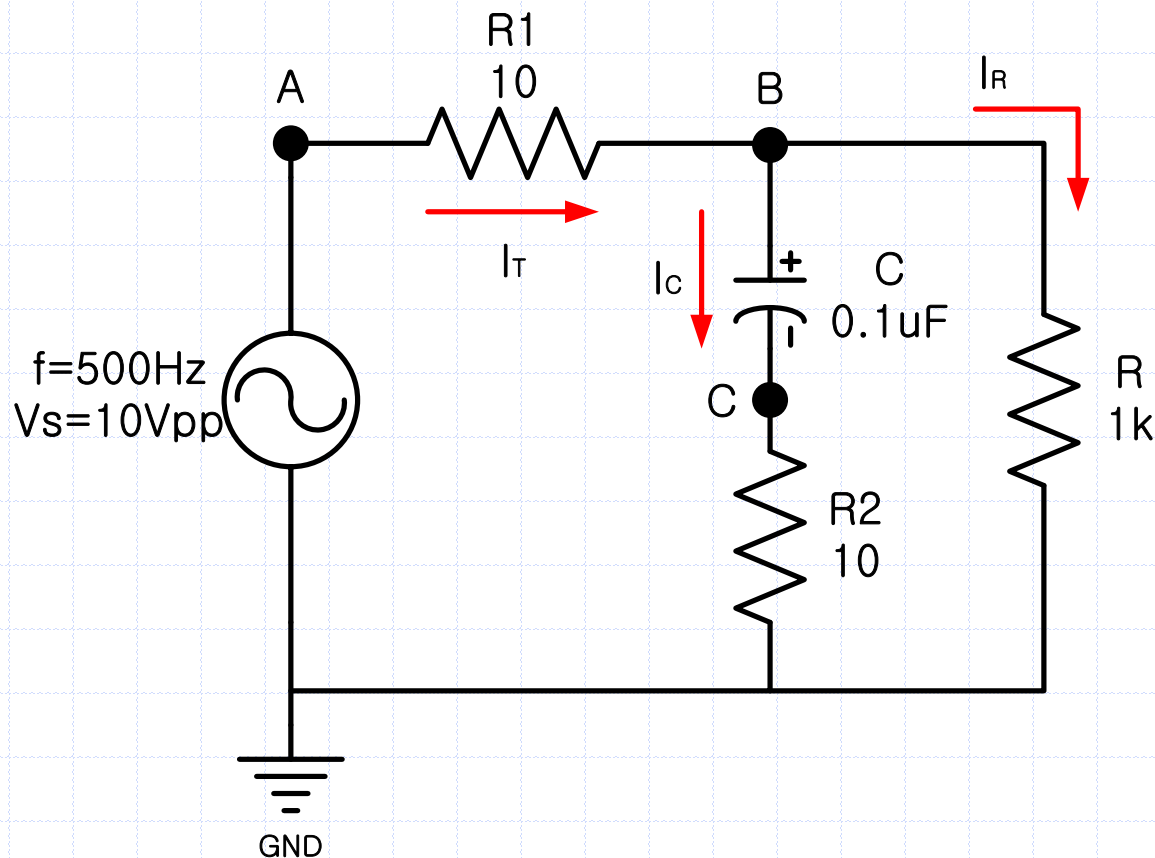 R1
10
A
B
IR
IT
IC
+
C
0.1uF
f=500Hz
Vs=10Vpp
C
R
1k
R2
10
GND